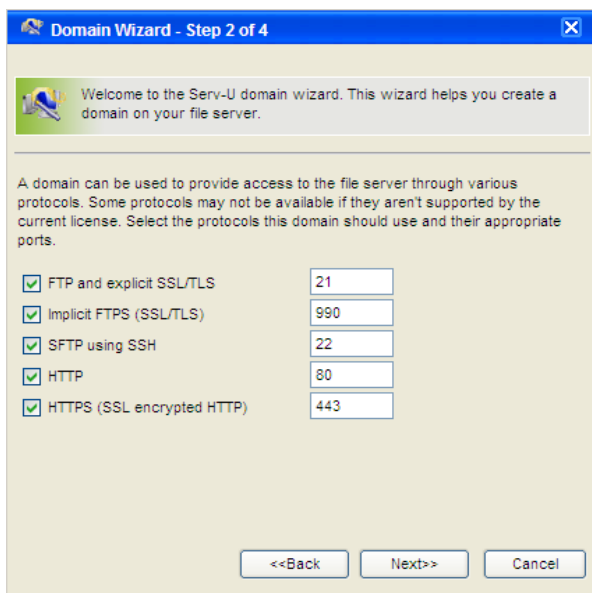 Domain Wizard - Step 2 of 4
Welcome to the Serv-U domain wizard. This wizard helps you create a
domain on your file server.
A domain can be used to provide access to the file server through various
protocols. Some protocols may not be available if they aren't supported by the
current license. Select the protocols this domain should use and their appropriate
ports.
FTP and explicit SSL/TLS 21
Implicit FTPS (SSL/TLS) 990
SFTP using SSH 22
HTTP 80
HTTPS (SSL encrypted HTTP) 443
<<Back Next>> Cancel